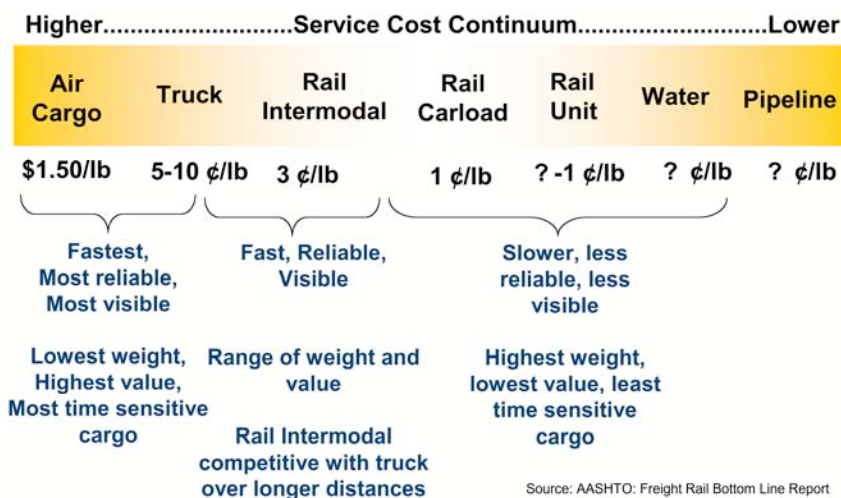 Higher.............................Service Cost Continuum.............................Lower
Air Cargo
Truck
Rail Intermodal
Rail Carload
Rail Unit
Water
Pipeline
$1.50/lb 5-10 ¢/lb 3 ¢/lb 1 ¢/lb ? -1 ¢/lb ? ¢/lb ? ¢/lb
Fastest,
Most reliable,
Most visible
Fast, Reliable,
Visible
Slower, less
reliable, less
visible
Lowest weight,
Highest value,
Most time sensitive
cargo
Range of weight and
value
Highest weight,
lowest value, least
time sensitive
cargo
Rail Intermodal
competitive with truck
over longer distances
Source: AASHTO: Freight Rail Bottom Line Report